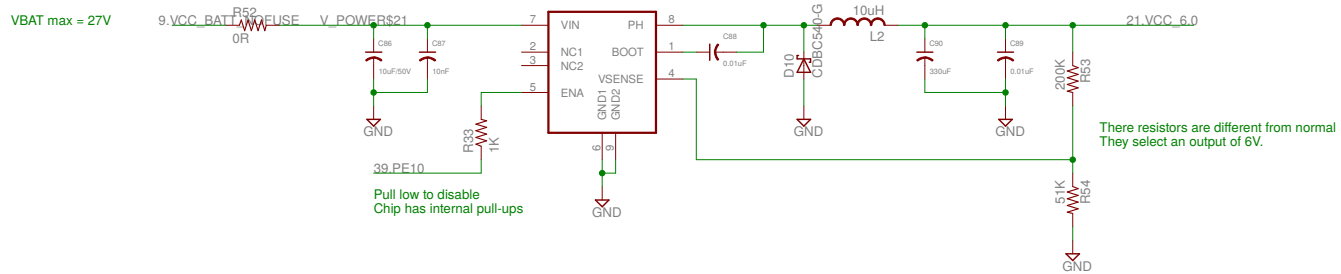 VBAT max = 27V
9.VCC_BATT_NOFUSE
R52
0R
V_POWER$21
C86
10uF/50V
C87
10nF
GND
7
VIN
2
NC1
3
NC2
5
ENA
PH
8
BOOT
1
VSENSE
4
GND1
GND2
6
9
GND
R33
1K
39.PE10
Pull low to disable
Chip has internal pull-ups
C88
0.01uF
D10
CDBC540-G
GND
10uH
L2
C90
330uF
C89
0.01uF
GND
21.VCC_6.0
200K
R53
There resistors are different from normal
They select an output of 6V.
51K
R54
GND